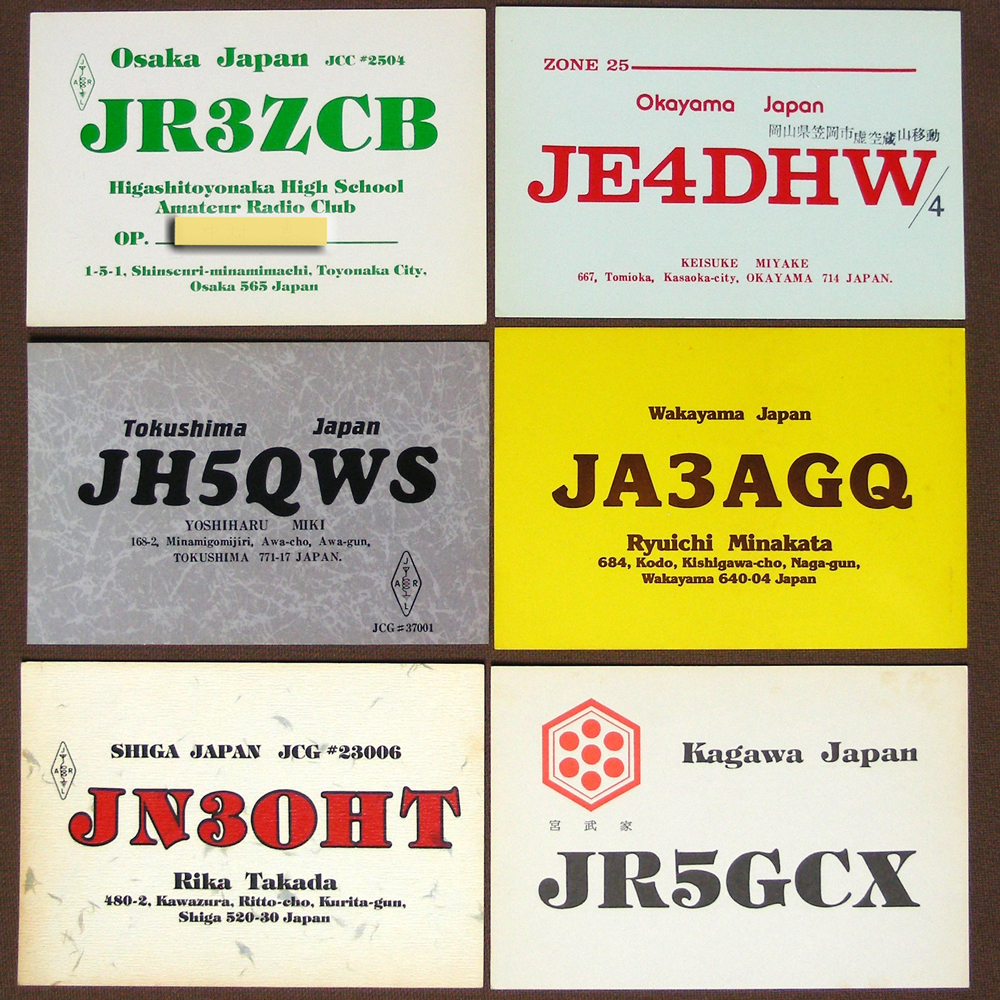 Osaka Japan JCC #2504
J
A R
L
JR3ZCB
Higashitoyonaka High School
Amateur Radio Club
OP.
1-5-1, Shinsenri-minamimachi, Toyonaka City,
Osaka 565 Japan
ZONE 25
Okayama Japan
岡山県笠岡市虚空蔵山移動
JE4DHW/4
KEISUKE MIYAKE
667, Tomioka, Kasaoka-city, OKAYAMA 714 JAPAN.
Tokushima Japan
JH5QWS
YOSHIHARU MIKI
168-2, Minamigomijiri, Awa-cho, Awa-gun,
TOKUSHIMA 771-17 JAPAN.
J
A R
L
JCG #37001
Wakayama Japan
JA3AGQ
Ryuichi Minakata
684, Kodo, Kishigawa-cho, Naga-gun,
Wakayama 640-04 Japan
SHIGA JAPAN JCG #23006
J
A R
L
JN3OHT
Rika Takada
480-2, Kawazura, Ritto-cho, Kurita-gun,
Shiga 520-30 Japan
Kagawa Japan
宮武家
JR5GCX